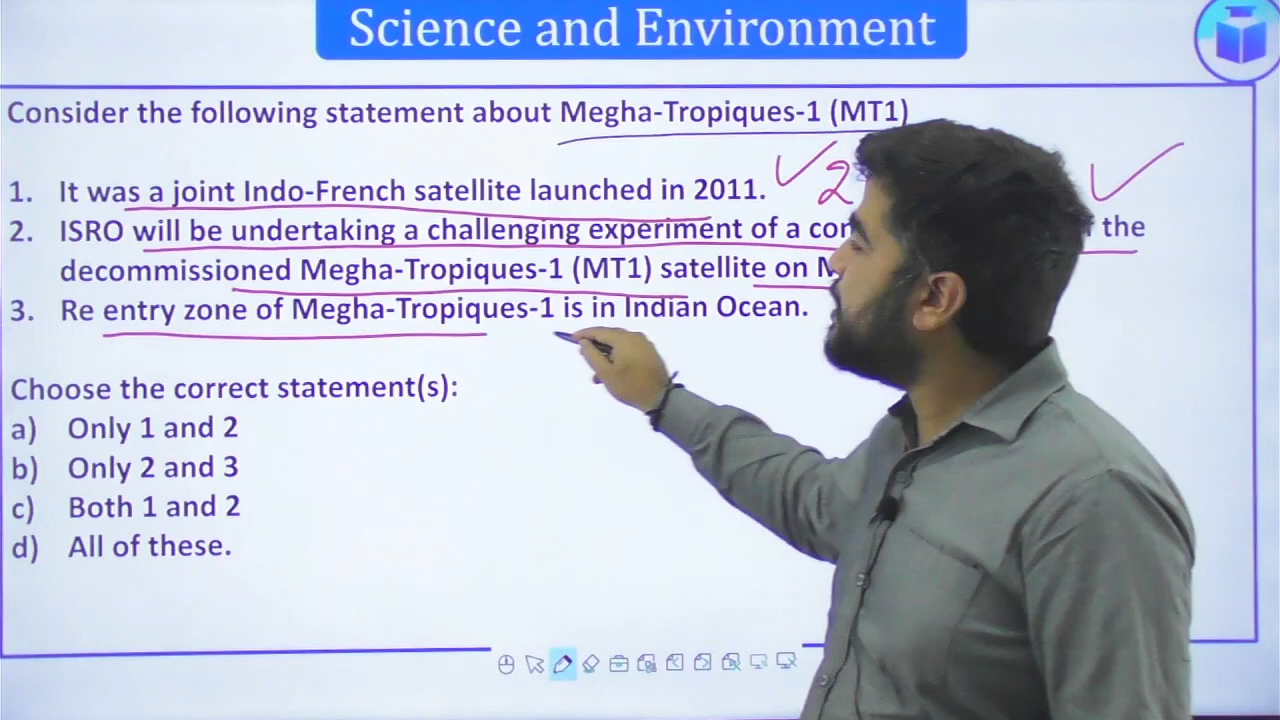 Science and Environment
Consider the following statement about Megha-Tropiques-1 (MT1)
1. It was a joint Indo-French satellite launched in 2011. 2
2. ISRO will be undertaking a challenging experiment of a the
decommissioned Megha-Tropiques-1 (MT1) satellite on
3. Re entry zone of Megha-Tropiques-1 is in Indian Ocean.
Choose the correct statement(s):
a) Only 1 and 2
b) Only 2 and 3
c) Both 1 and 2
d) All of these.